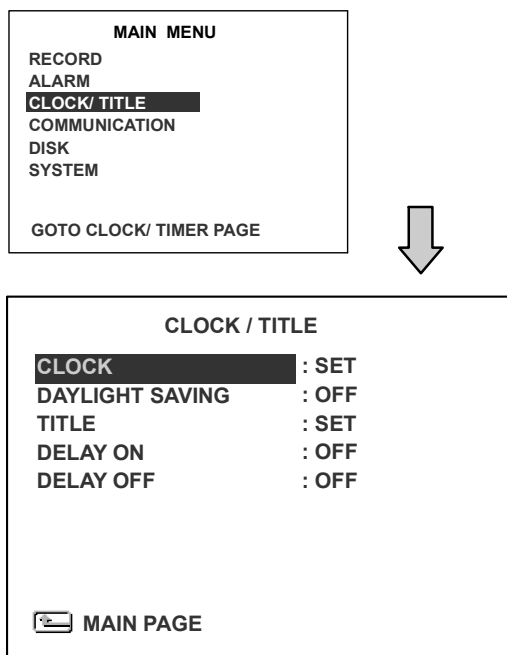 MAIN MENU
RECORD
ALARM
CLOCK/ TITLE
COMMUNICATION
DISK
SYSTEM
GOTO CLOCK/ TIMER PAGE
CLOCK / TITLE
CLOCK : SET
DAYLIGHT SAVING : OFF
TITLE : SET
DELAY ON : OFF
DELAY OFF : OFF
MAIN PAGE